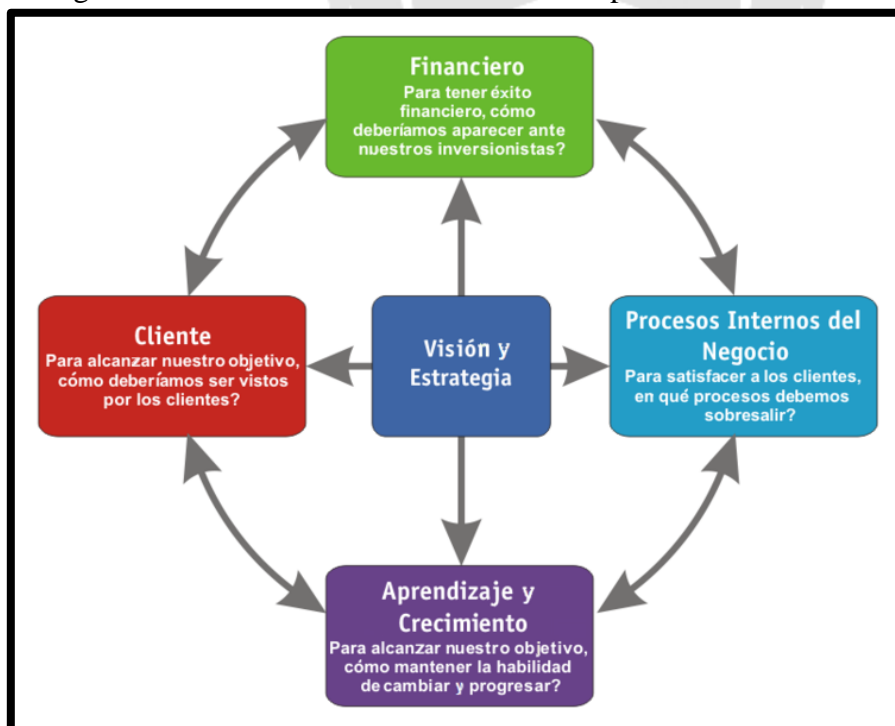 Financiero
Para tener éxito
financiero, cómo
deberíamos aparecer ante
nuestros inversionistas?
Cliente
Para alcanzar nuestro objetivo,
cómo deberíamos ser vistos
por los clientes?
Visión y
Estrategia
Procesos Internos del
Negocio
Para satisfacer a los clientes,
en qué procesos debemos
sobresalir?
Aprendizaje y
Crecimiento
Para alcanzar nuestro objetivo,
cómo mantener la habilidad
de cambiar y progresar?